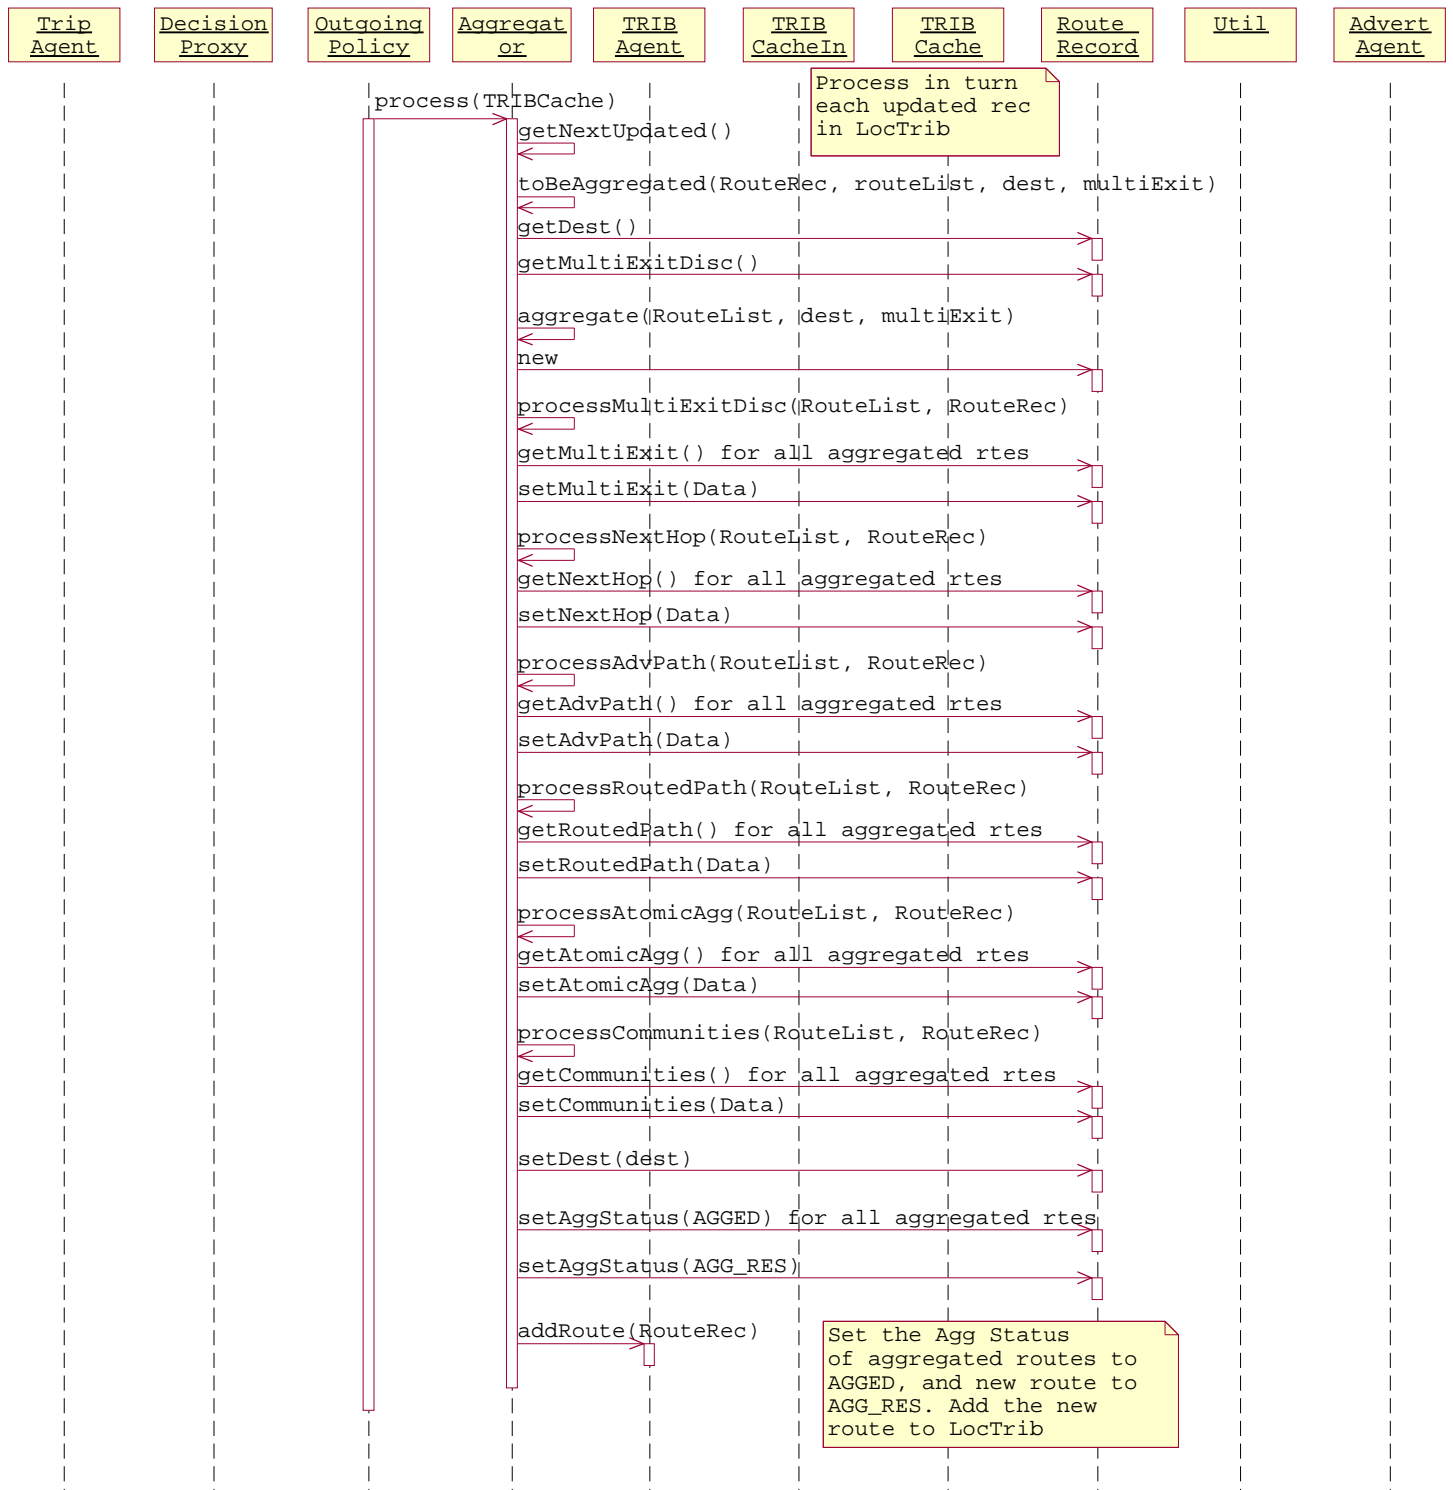 Trip
Agent
Decision
Proxy
Outgoing
Policy
Aggregat
or
TRIB
Agent
TRIB
CacheIn
TRIB
Cache
Route
Record
Util
Advert
Agent
Process in turn
each updated rec
in LocTrib
process(TRIBCache)
getNextUpdated()
toBeAggregated(RouteRec, routeList, dest, multiExit)
getDest()
getMultiExitDisc()
aggregate(RouteList, dest, multiExit)
new
processMultiExitDisc(RouteList, RouteRec)
getMultiExit() for all aggregated rtes
setMultiExit(Data)
processNextHop(RouteList, RouteRec)
getNextHop() for all aggregated rtes
setNextHop(Data)
processAdvPath(RouteList, RouteRec)
getAdvPath() for all aggregated rtes
setAdvPath(Data)
processRoutedPath(RouteList, RouteRec)
getRoutedPath() for all aggregated rtes
setRoutedPath(Data)
processAtomicAgg(RouteList, RouteRec)
getAtomicAgg() for all aggregated rtes
setAtomicAgg(Data)
processCommunities(RouteList, RouteRec)
getCommunities() for all aggregated rtes
setCommunities(Data)
setDest(dest)
setAggStatus(AGGED) for all aggregated rtes
setAggStatus(AGG_RES)
addRoute(RouteRec)
Set the Agg Status
of aggregated routes to
AGGED, and new route to
AGG_RES. Add the new
route to LocTrib